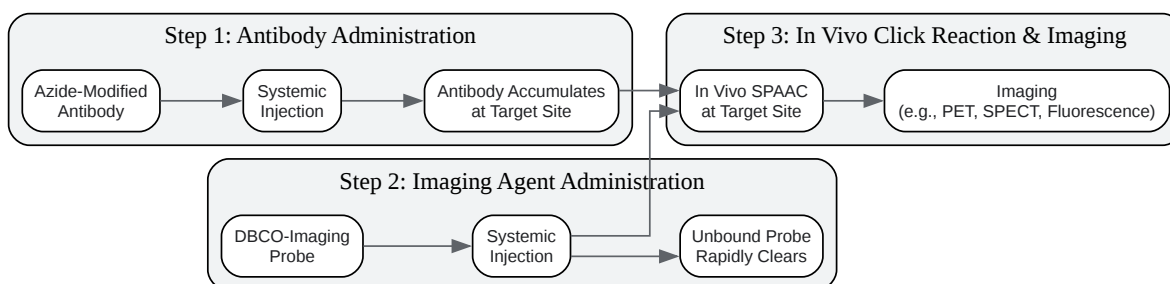 Step 1: Antibody Administration
Azide-Modified
Antibody
Systemic
Injection
Antibody Accumulates
at Target Site
Step 2: Imaging Agent Administration
DBCO-Imaging
Probe
Systemic
Injection
Unbound Probe
Rapidly Clears
Step 3: In Vivo Click Reaction & Imaging
In Vivo SPAAC
at Target Site
Imaging
(e.g., PET, SPECT, Fluorescence)